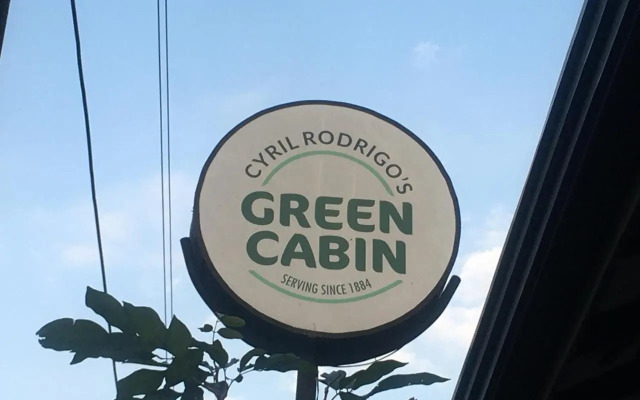 CYRIL RODRIGO'S
GREEN
CABIN
SERVING SINCE 1884